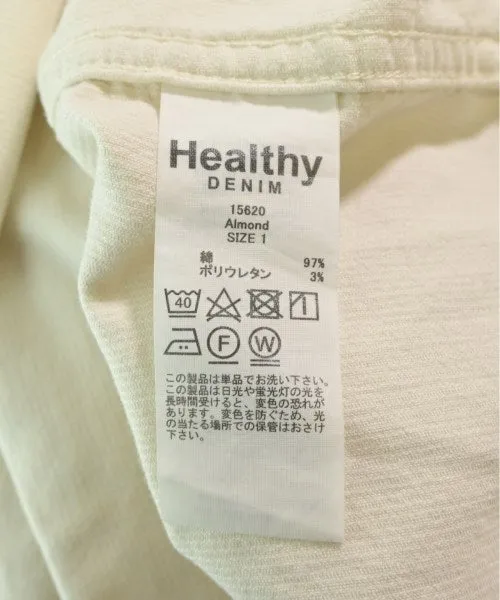 Healthy
DENIM
15620
Almond
SIZE 1
綿 97%
ポリウレタン 3%
40
F W
この製品は単品でお洗い下さい。
この製品は日光や蛍光灯の光を
長時間受けると、変色の恐れが
あります。変色を防ぐため、光
の当たる場所での保管はおさけ
下さい。